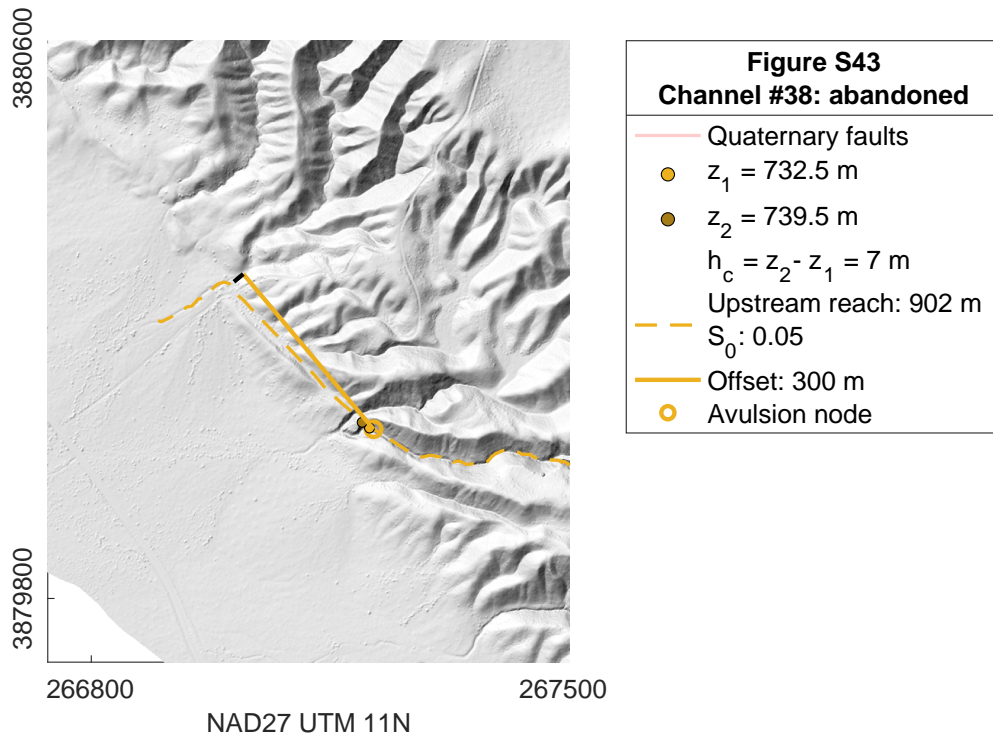 3880600
3879800
266800
267500
NAD27 UTM 11N
Figure S43
Channel #38: abandoned
Quaternary faults
z₁ = 732.5 m
z₂ = 739.5 m
h_c = z₂- z₁ = 7 m
Upstream reach: 902 m
S₀: 0.05
Offset: 300 m
Avulsion node